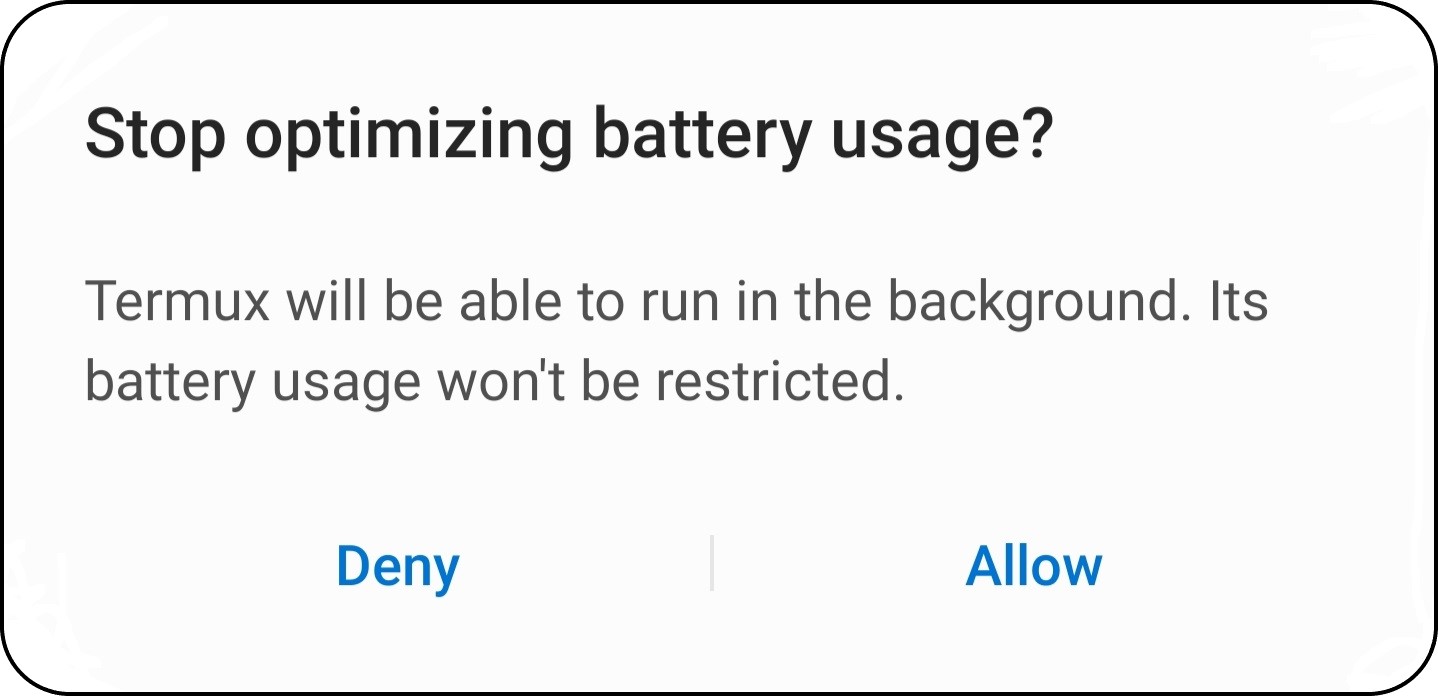 Stop optimizing battery usage?
Termux will be able to run in the background. Its
battery usage won't be restricted.
Deny
Allow